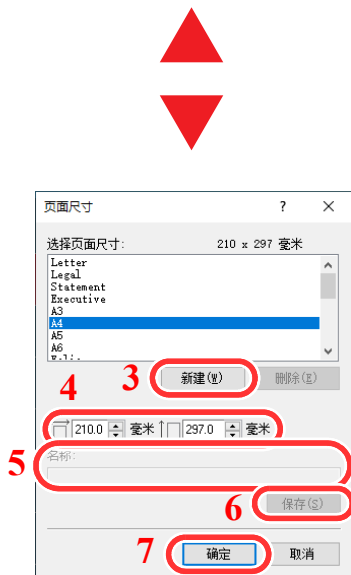 页面尺寸 ? ×
选择页面尺寸: 210 x 297 毫米
Letter
Legal
Statement
Executive
A3
A4
A5
A6
3 新建(W) 删除(E)
4
210.0 毫米 297.0 毫米
5 名称:
6 保存(S)
7 确定 取消